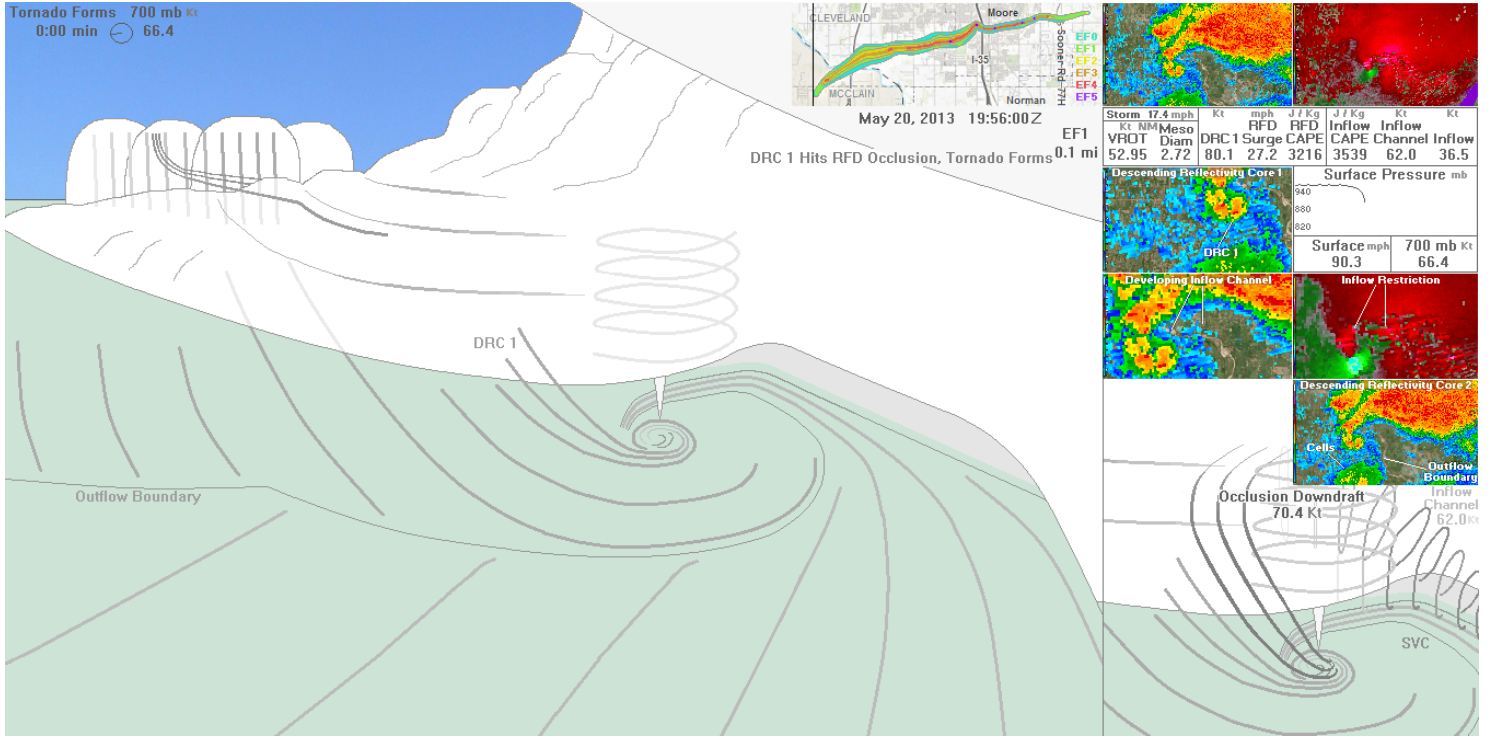 Tornado Forms 700 mb Kt
0:00 min 66.4
CLEVELAND
Moore
I-35
Sooner-Rd-77H
MCCLAIN
Norman
EF0
EF1
EF2
EF3
EF4
EF5
May 20, 2013 19:56:00Z
EF1
DRC 1 Hits RFD Occlusion, Tornado Forms 0.1 mi
DRC 1
Outflow Boundary
Storm 17.4 mph
Kt NM
VROT Meso Diam
52.95 2.72
Kt mph J / Kg
DRC 1 RFD Surge RFD CAPE
80.1 27.2 3216
J / Kg Kt Kt
Inflow CAPE Inflow Channel Inflow
3539 62.0 36.5
Descending Reflectivity Core 1
DRC 1
Surface Pressure mb
940
880
820
Surface mph 700 mb Kt
90.3 66.4
Developing Inflow Channel
Inflow Restriction
Descending Reflectivity Core 2
Cells
Outflow
Boundary
Occlusion Downdraft
70.4 Kt
Inflow
Channel
62.0 Kt
SVC